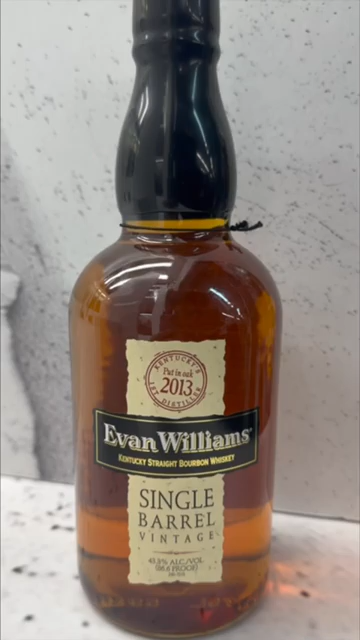 KENTUCKY'S
Put in oak
2013
1ST DISTILLER
Evan Williams
KENTUCKY STRAIGHT BOURBON WHISKEY
SINGLE
BARREL
VINTAGE
43.3% ALC./VOL.
(86.6 PROOF)